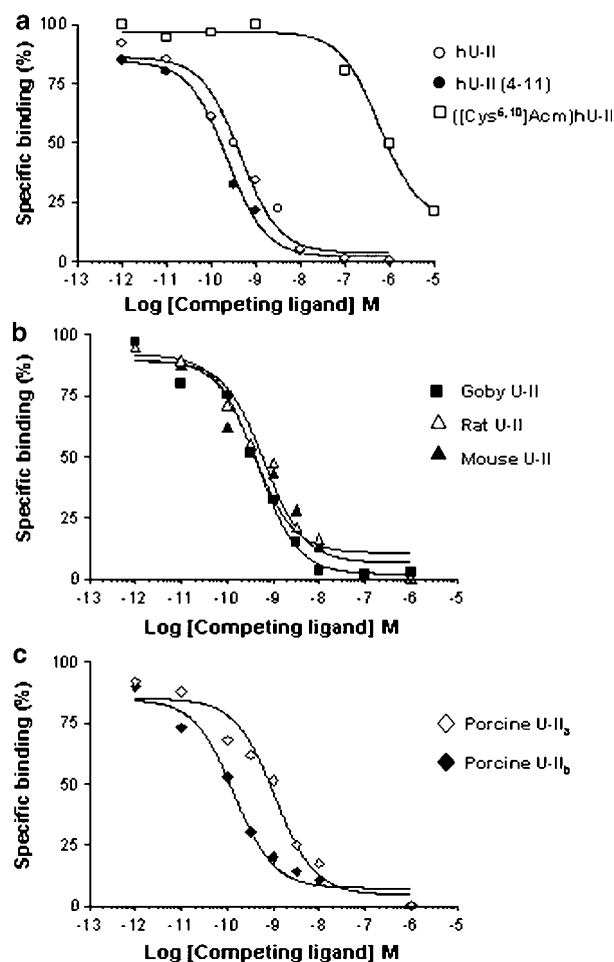 a
100
75
50
25
0
Specific binding (%)
hU-II
hU-II (4-11)
([Cys6,10]Acm)hU-II
-13 -12 -11 -10 -9 -8 -7 -6 -5 -4
Log [Competing ligand] M
b
100
75
50
25
0
Specific binding (%)
Goby U-II
Rat U-II
Mouse U-II
-13 -12 -11 -10 -9 -8 -7 -6 -5
Log [Competing ligand] M
c
100
75
50
25
0
Specific binding (%)
Porcine U-IIa
Porcine U-IIb
-13 -12 -11 -10 -9 -8 -7 -6 -5
Log [Competing ligand] M